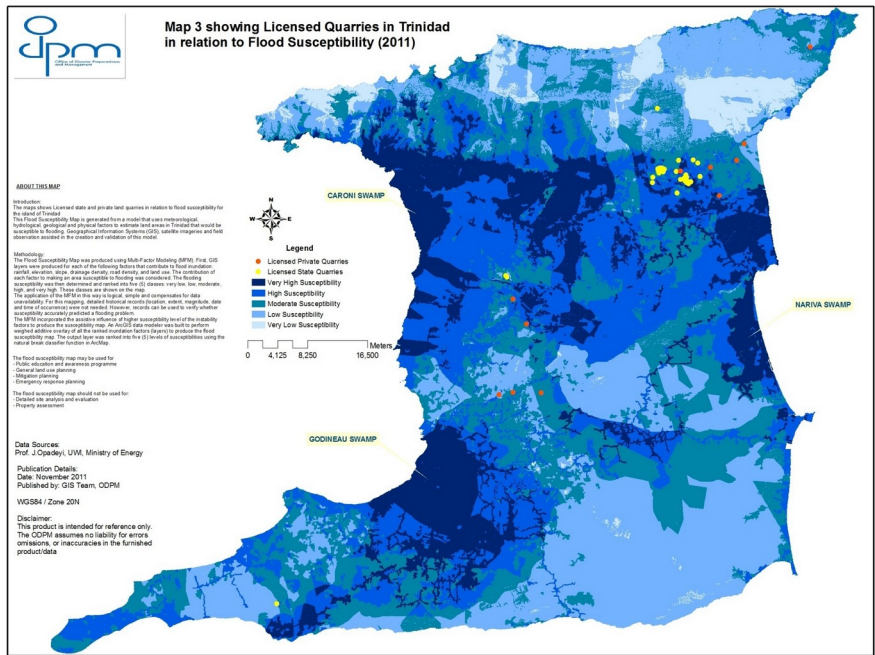 odpm
Office of Disaster Preparedness
and Management
Map 3 showing Licensed Quarries in Trinidad
in relation to Flood Susceptibility (2011)
ABOUT THIS MAP
Introduction:
The maps shows Licensed state and private land quarries in relation to flood susceptibility for
the island of Trinidad
This Flood Susceptibility Map is generated from a model that uses meteorological,
hydrological, geological and physical factors to estimate land areas in Trinidad that would be
susceptible to flooding. Geographical Information Systems (GIS), satellite imageries and field
observation assisted in the creation and validation of this model.
Methodology:
The Flood Susceptibility Map was produced using Multi-Factor Modeling (MFM). First, GIS
layers were produced for each of the following factors that contribute to flood inundation:
rainfall, elevation, slope, drainage density, road density, and land use. The contribution of
each factor to making an area susceptible to flooding was considered. The flooding
susceptibility was then determined and ranked into five (5) classes: very low, low, moderate,
high, and very high. These classes are shown on the map.
The application of the MFM in this way is logical, simple and compensates for data
unavailability. For this mapping, detailed historical records (location, extent, magnitude, date
and time of occurrence) were not needed. However, records can be used to verify whether
susceptibility accurately predicted a flooding problem.
The MFM incorporated the assistive influence of higher susceptibility level of the instability
factors to produce the susceptibility map. An ArcGIS data modeler was built to perform
weighed additive overlay of all the ranked inundation factors (layers) to produce the flood
susceptibility map. The output layer was ranked into five (5) levels of susceptibilities using the
natural break classifier function in ArcMap.
The flood susceptibility map may be used for
- Public education and awareness programme
- General land use planning
- Mitigation planning
- Emergency response planning
The flood susceptibility map should not be used for:
- Detailed site analysis and evaluation
- Property assessment
Data Sources:
Prof. J.Opadeyi, UWI, Ministry of Energy
Publication Details:
Date: November 2011
Published by: GIS Team, ODPM
WGS84 / Zone 20N
Disclaimer:
This product is intended for reference only.
The ODPM assumes no liability for errors
omissions, or inaccuracies in the furnished
product/data
CARONI SWAMP
N
W E
S
Legend
Licensed Private Quarries
Licensed State Quarries
Very High Susceptibility
High Susceptibility
Moderate Susceptibility
Low Susceptibility
Very Low Susceptibility
Meters
0 4,125 8,250 16,500
NARIVA SWAMP
GODINEAU SWAMP